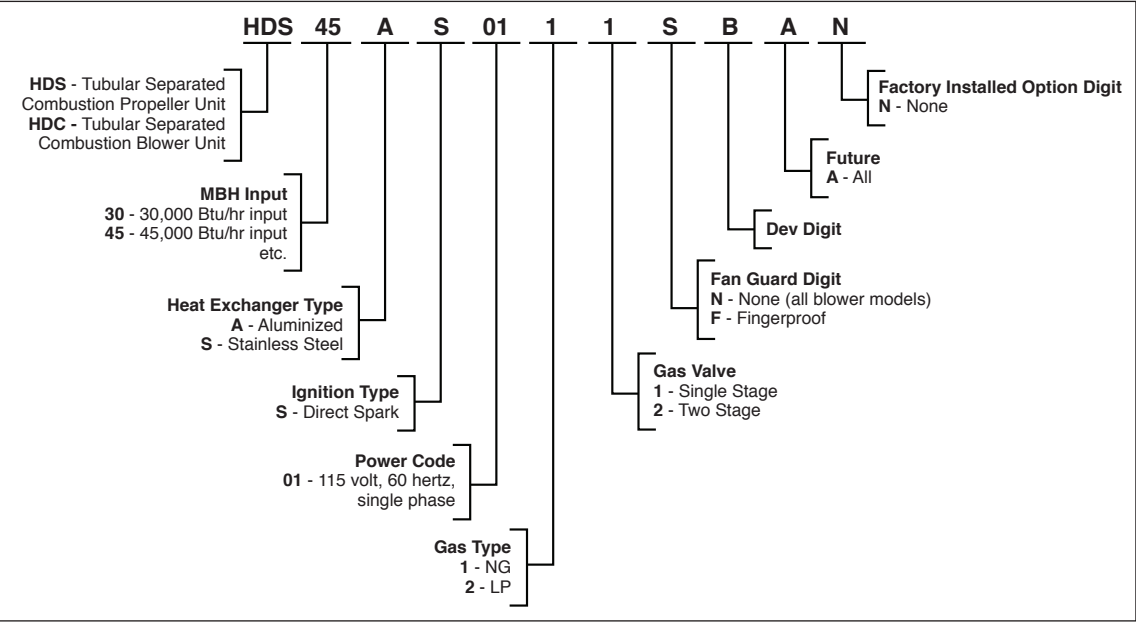 HDS 45 A S 01 1 1 S B A N
HDS - Tubular Separated
Combustion Propeller Unit
HDC - Tubular Separated
Combustion Blower Unit
MBH Input
30 - 30,000 Btu/hr input
45 - 45,000 Btu/hr input
etc.
Heat Exchanger Type
A - Aluminized
S - Stainless Steel
Ignition Type
S - Direct Spark
Power Code
01 - 115 volt, 60 hertz,
single phase
Gas Type
1 - NG
2 - LP
Gas Valve
1 - Single Stage
2 - Two Stage
Fan Guard Digit
N - None (all blower models)
F - Fingerproof
Dev Digit
Future
A - All
Factory Installed Option Digit
N - None